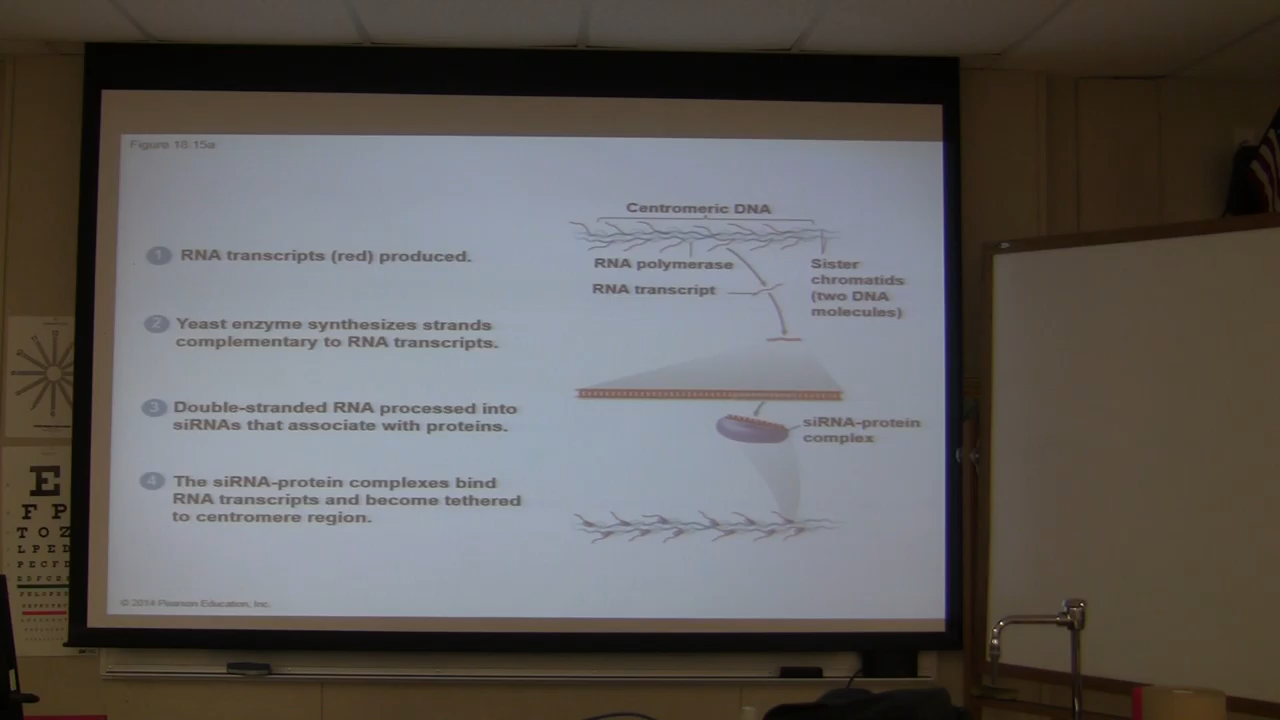 Figure 18.15a
Centromeric DNA
1 RNA transcripts (red) produced.
RNA polymerase
RNA transcript
Sister
chromatids
(two DNA
molecules)
2 Yeast enzyme synthesizes strands
complementary to RNA transcripts.
3 Double-stranded RNA processed into
siRNAs that associate with proteins.
siRNA-protein
complex
4 The siRNA-protein complexes bind
RNA transcripts and become tethered
to centromere region.
© 2014 Pearson Education, Inc.
E
F P
T O Z
L P E D
P E C F D
E D F C Z P